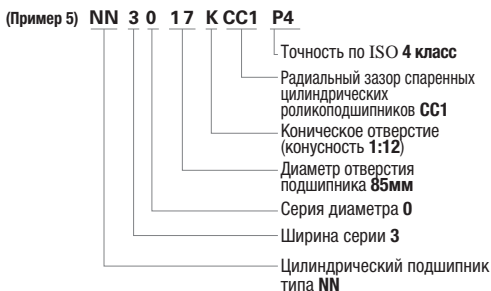 (Пример 5) NN 3 0 17 K CC1 P4
Точность по ISO 4 класс
Радиальный зазор спаренных
цилиндрических
роликоподшипников CC1
Коническое отверстие
(конусность 1:12)
Диаметр отверстия
подшипника 85мм
Серия диаметра 0
Ширина серии 3
Цилиндрический подшипник
типа NN